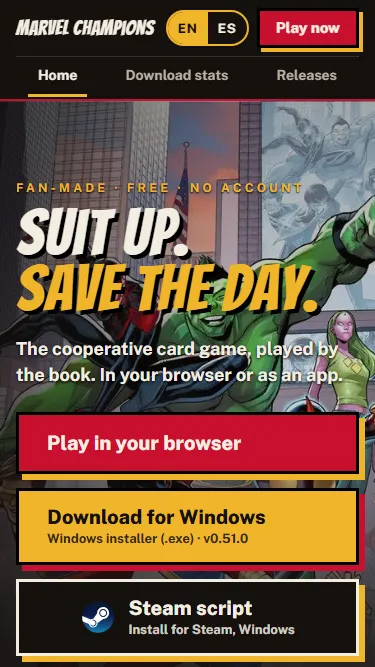 MARVEL CHAMPIONS
EN ES
Play now
Home Download stats Releases
FAN-MADE · FREE · NO ACCOUNT
SUIT UP.
SAVE THE DAY.
The cooperative card game, played by
the book. In your browser or as an app.
Play in your browser
Download for Windows
Windows installer (.exe) · v0.51.0
Steam script
Install for Steam, Windows